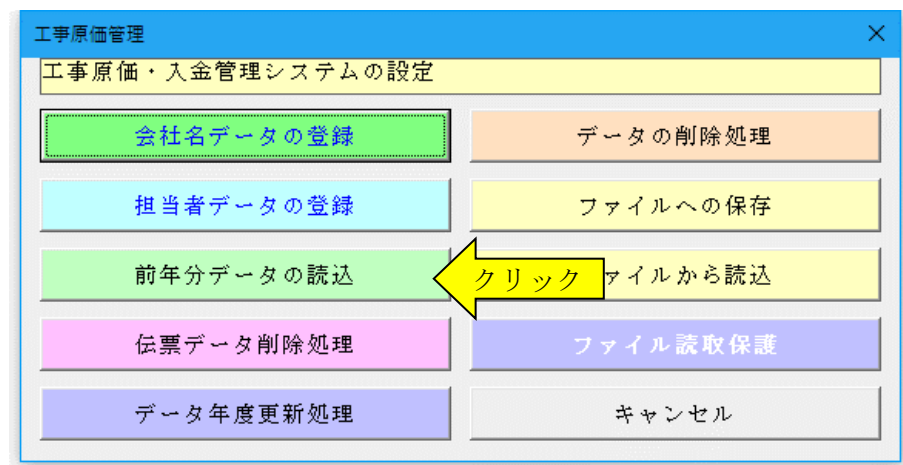 工事原価管理
工事原価・入金管理システムの設定
会社名データの登録
データの削除処理
担当者データの登録
ファイルへの保存
前年分データの読込
クリック
ァイルから読込
伝票データ削除処理
ファイル読取保護
データ年度更新処理
キャンセル